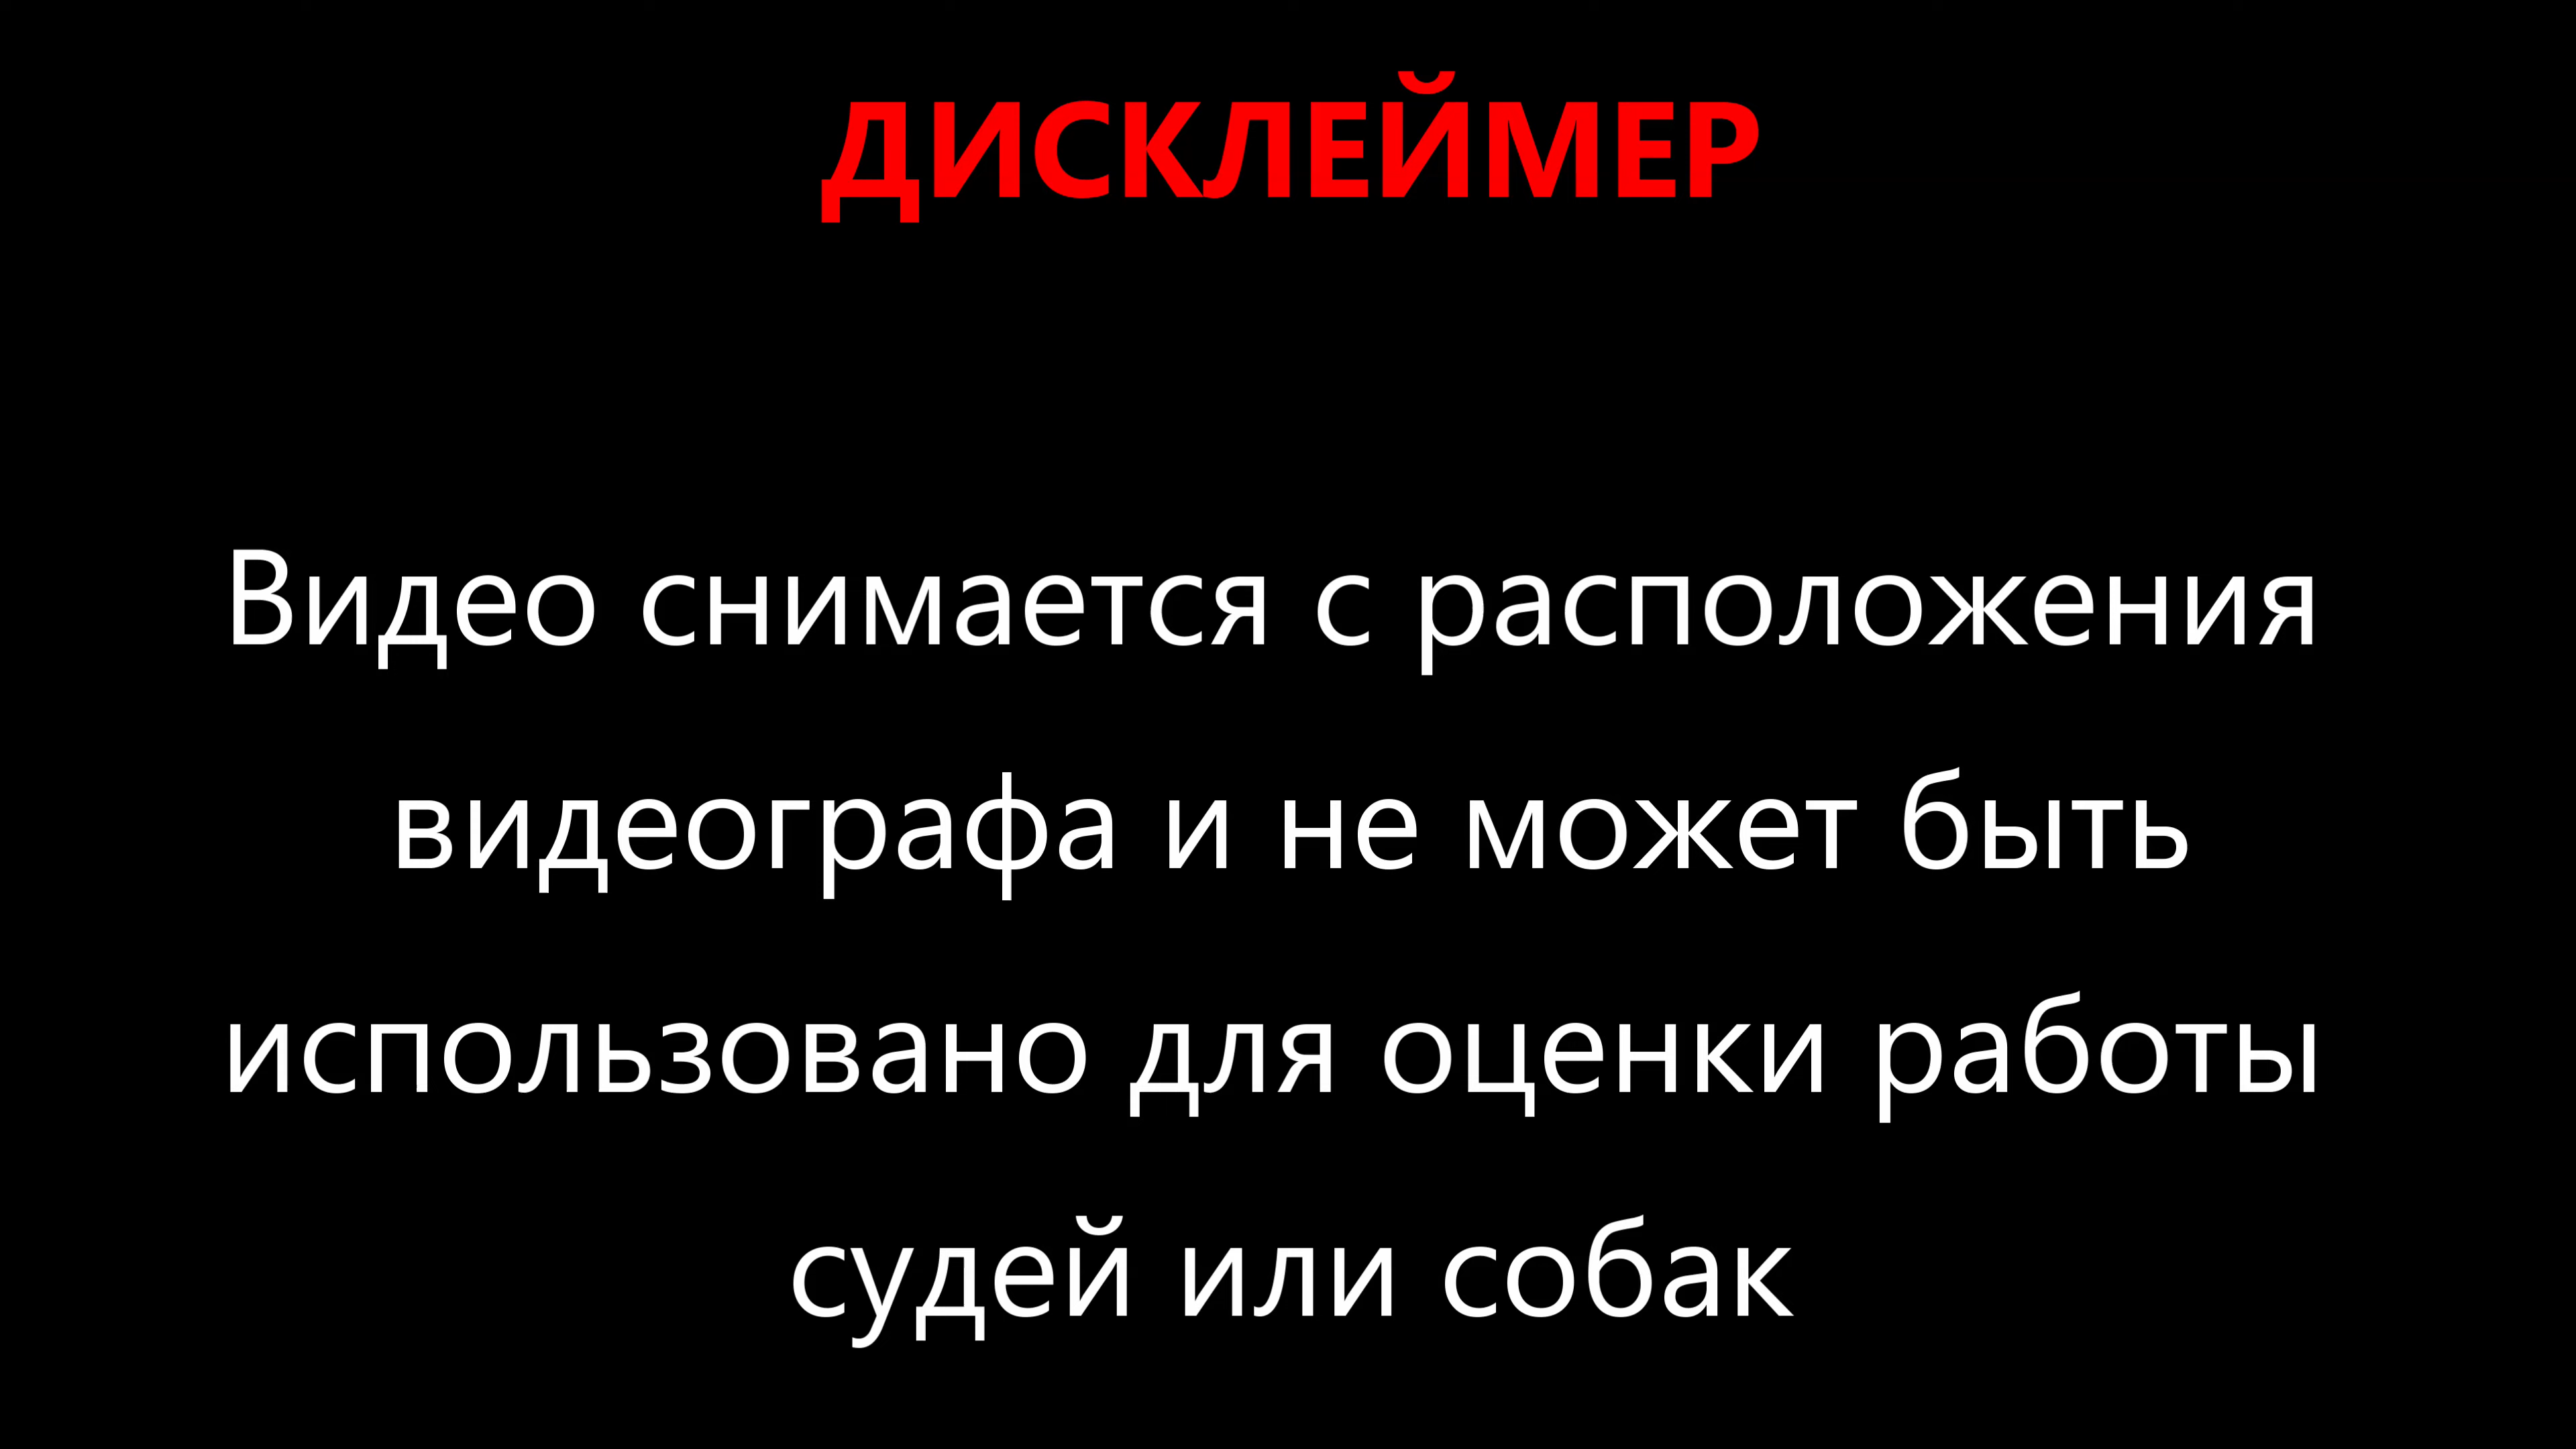 ДИСКЛЕЙМЕР
Видео снимается с расположения
видеографа и не может быть
использовано для оценки работы
судей или собак